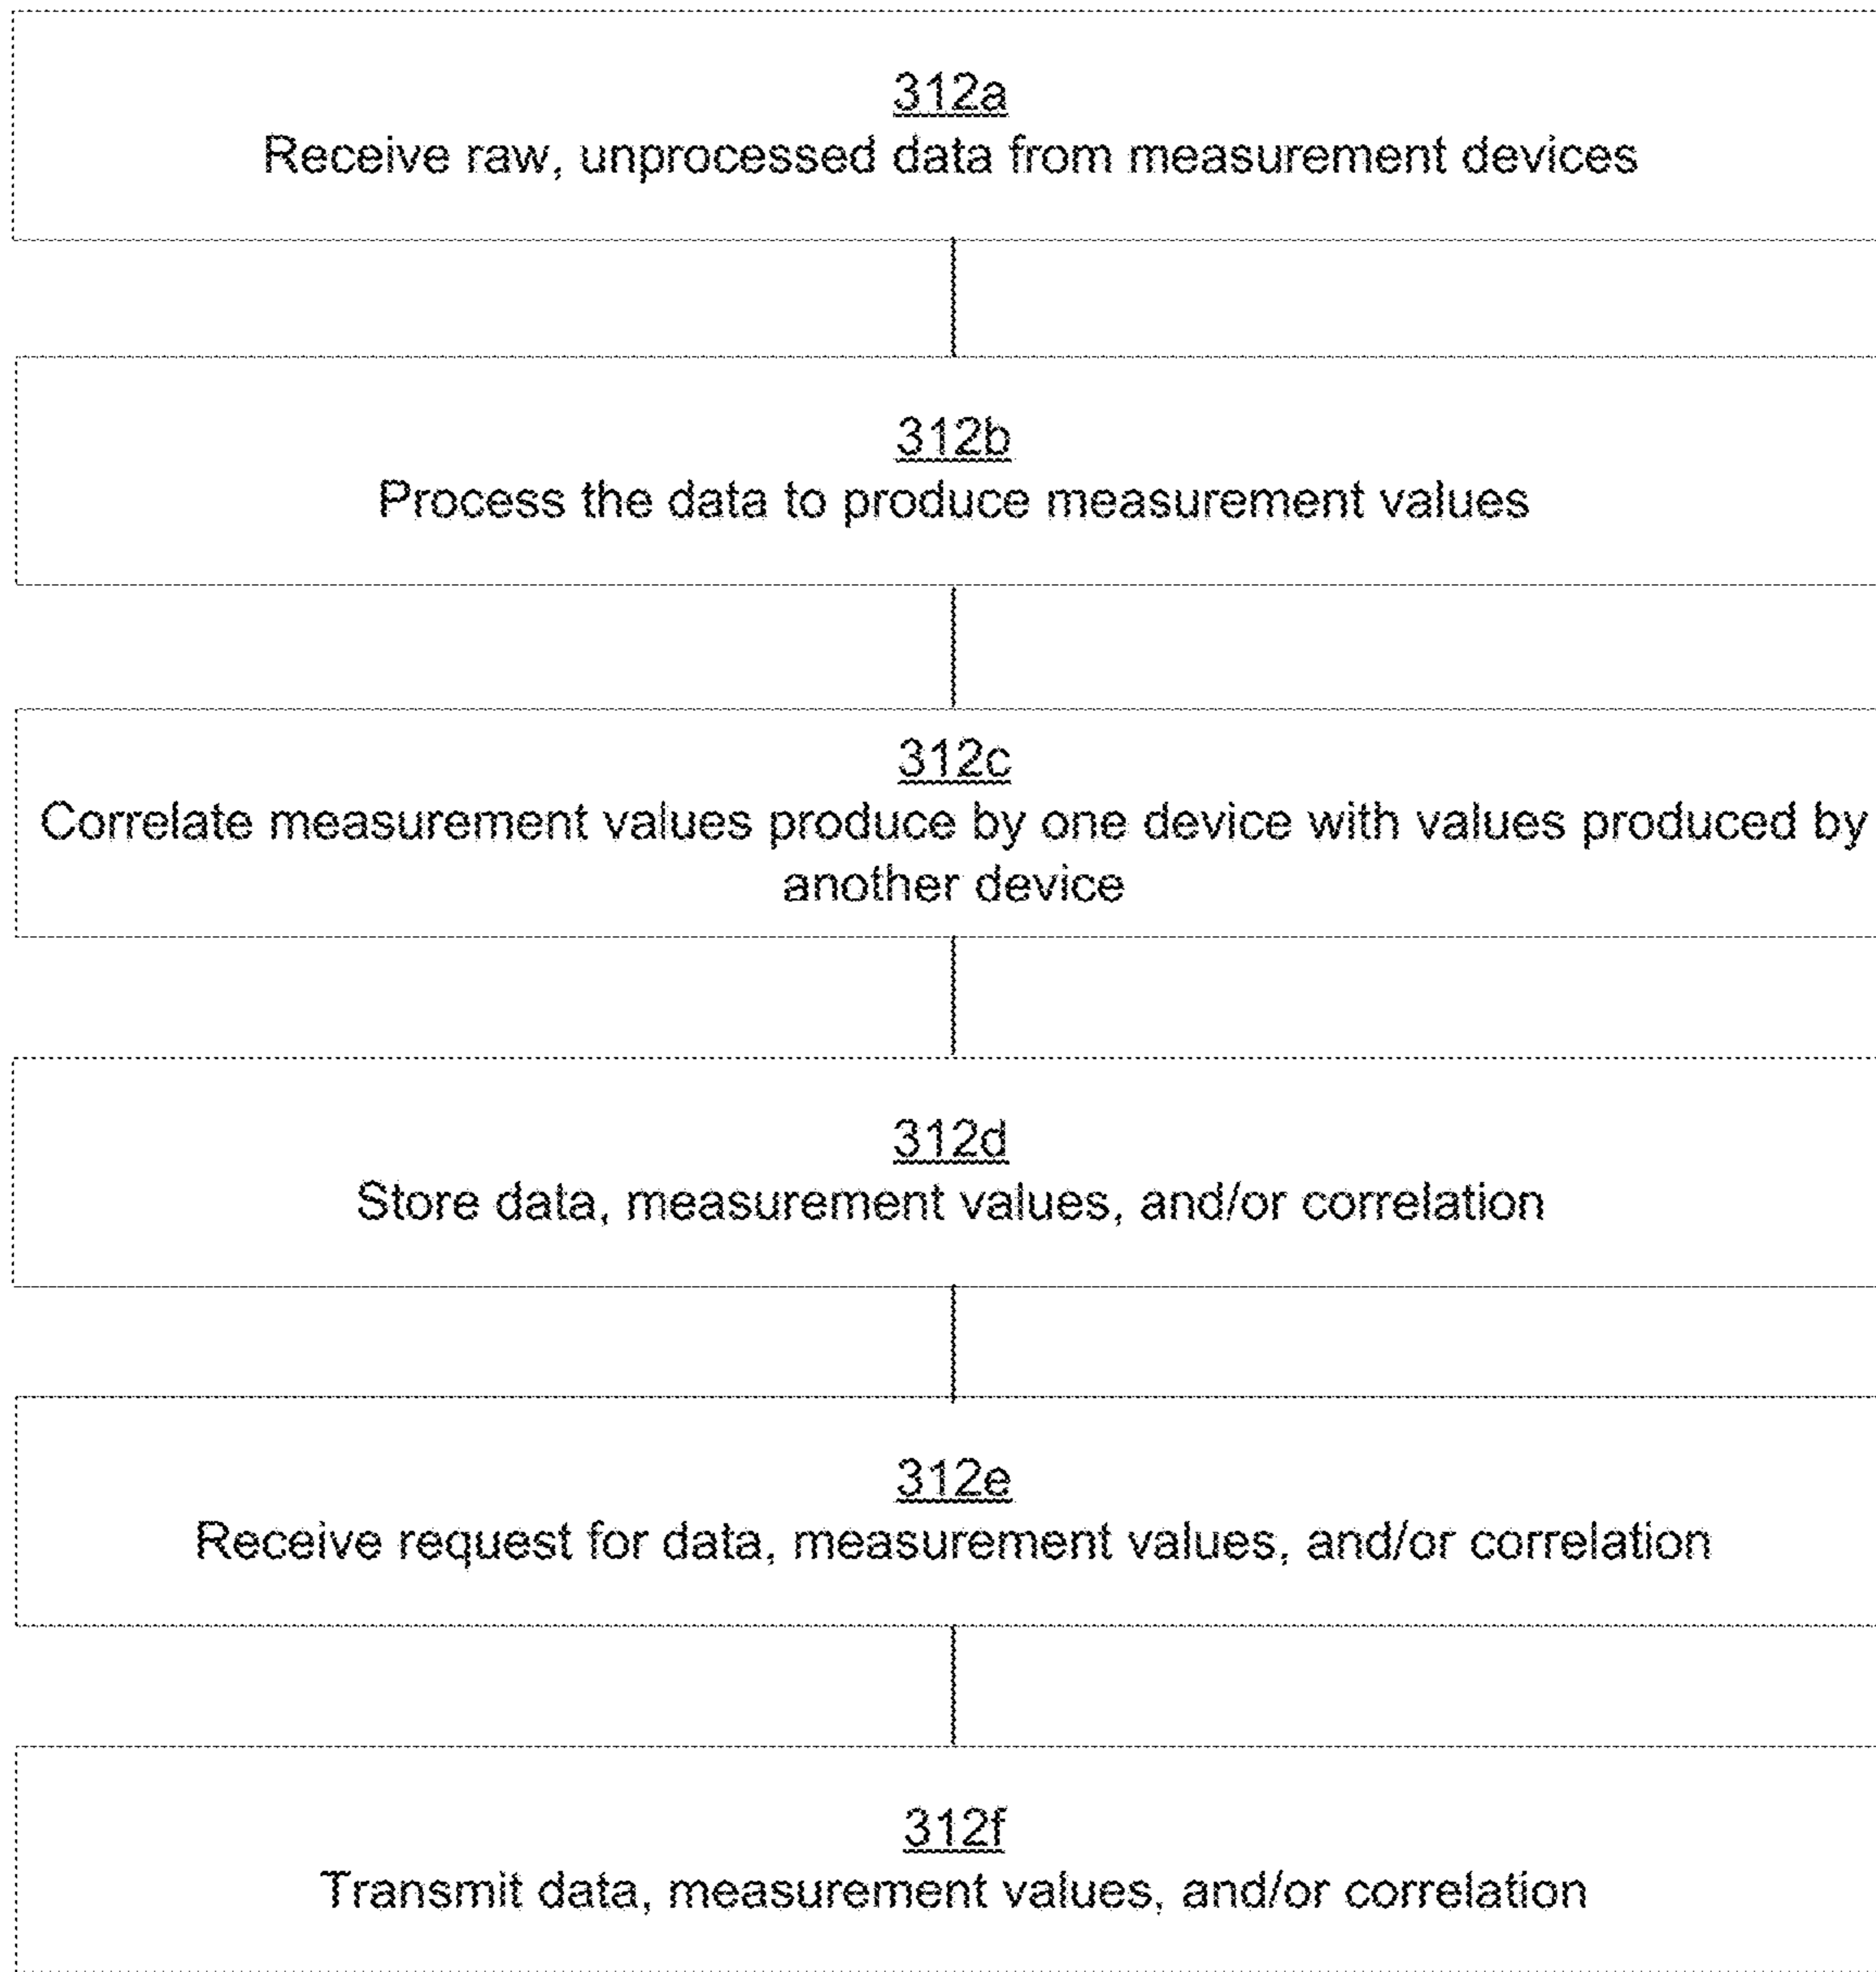 312a
Receive raw, unprocessed data from measurement devices
312b
Process the data to produce measurement values
312c
Correlate measurement values produce by one device with values produced by
another device
312d
Store data, measurement values, and/or correlation
312e
Receive request for data, measurement values, and/or correlation
312f
Transmit data, measurement values, and/or correlation